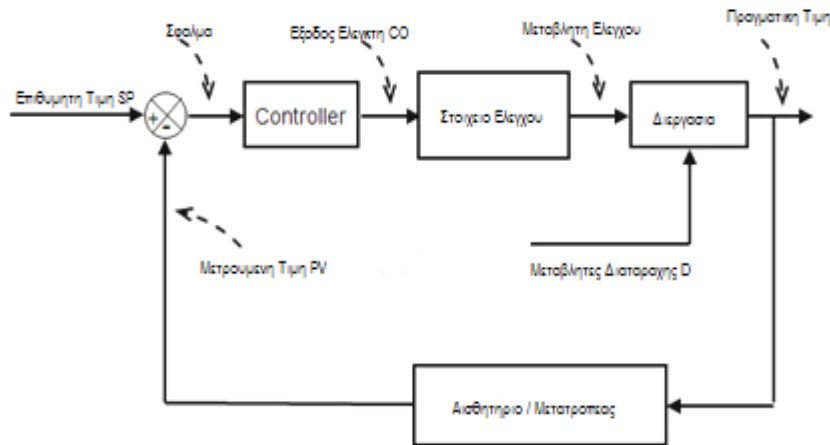 Σφαλμα
Εξοδος Ελεγκτη CO
Μεταβλητη Ελεγχου
Πραγματικη Τιμη
Επιθυμητη Τιμη SP
+
-
Controller
Στοιχειο Ελεγχου
Διεργασια
Μετρουμενη Τιμη PV
Μεταβλητες Διαταραχης D
Αισθητηριο / Μετατροπεας